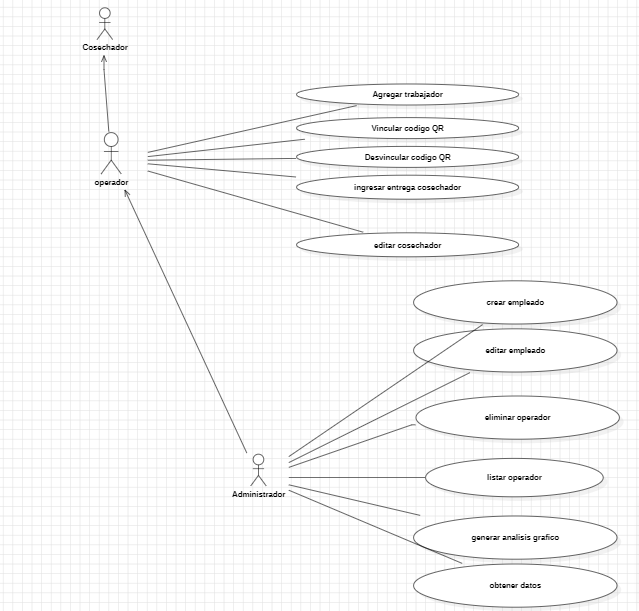 Cosechador
Agregar trabajador
Vincular codigo QR
Desvincular codigo QR
operador
ingresar entrega cosechador
editar cosechador
crear empleado
editar empleado
eliminar operador
listar operador
Administrador
generar analisis grafico
obtener datos